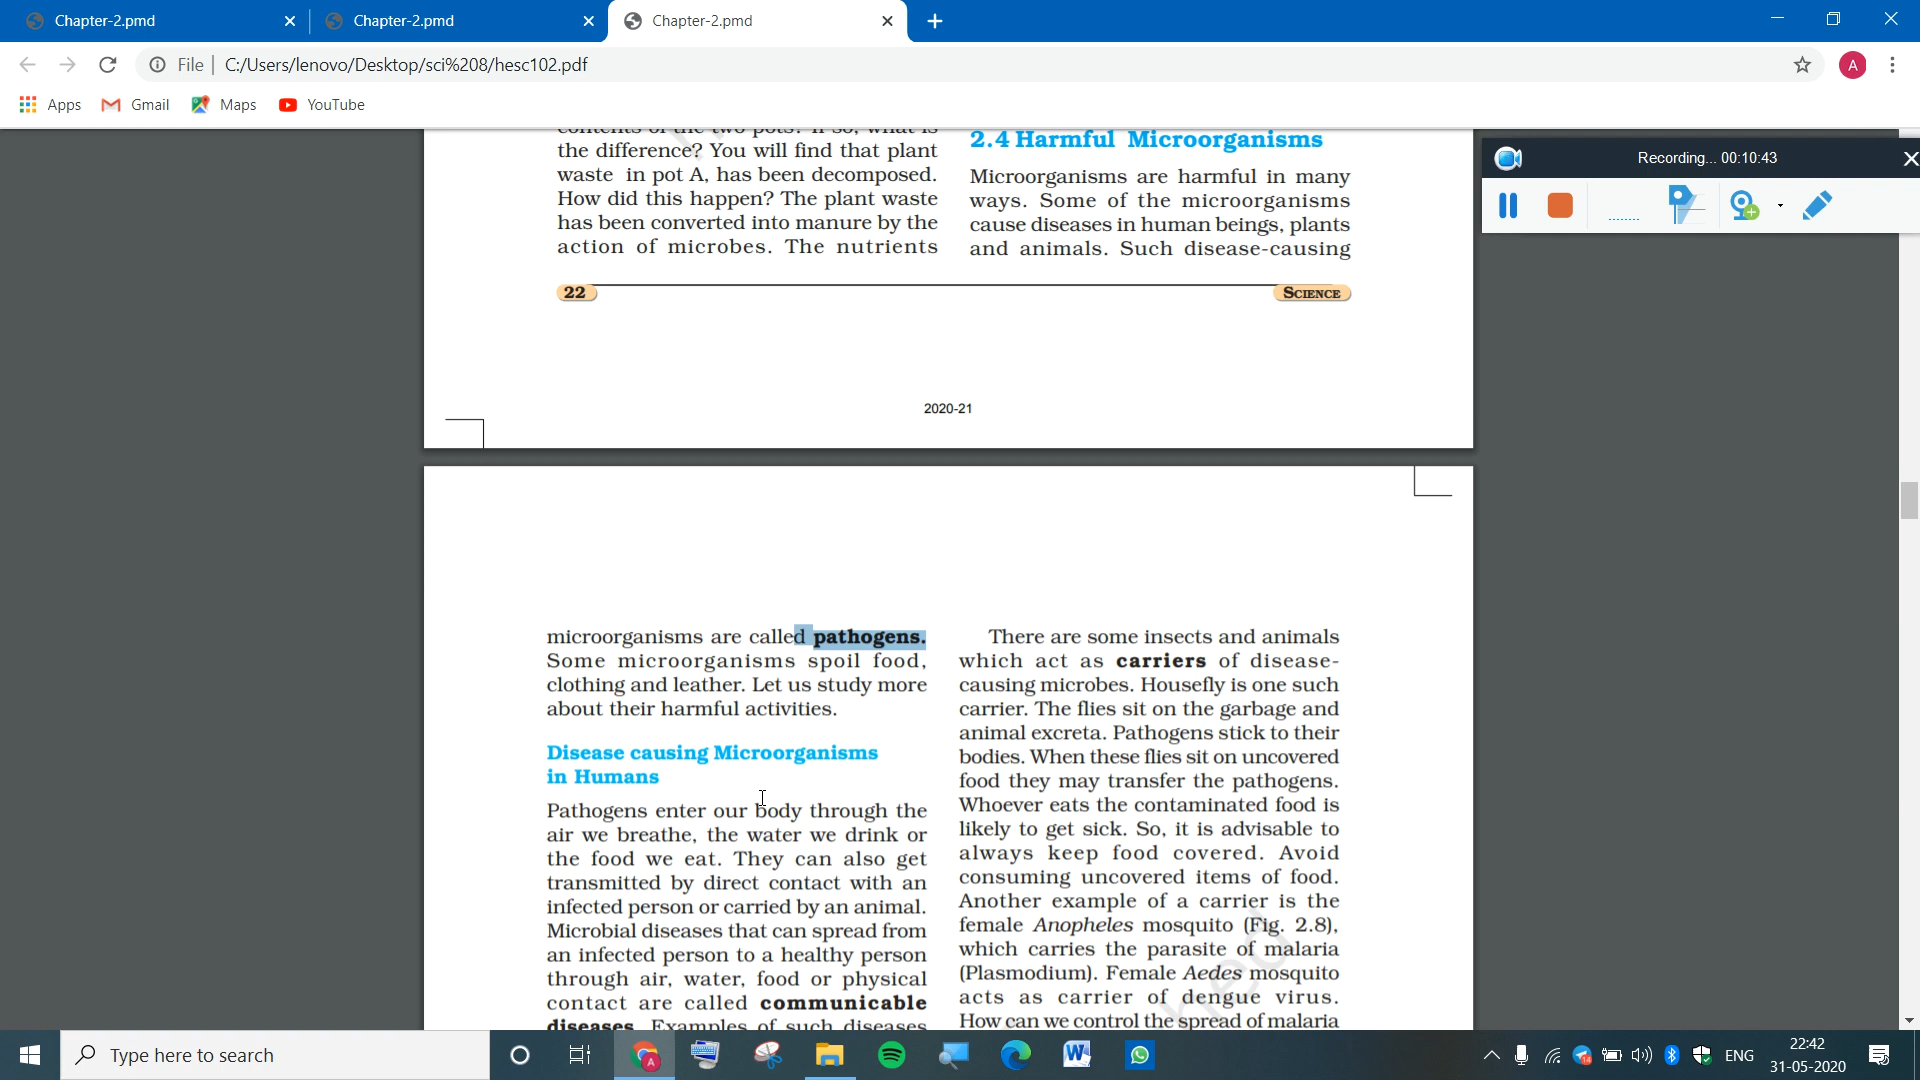 Chapter-2.pmd
Chapter-2.pmd
Chapter-2.pmd
File | C:/Users/lenovo/Desktop/sci%208/hesc102.pdf
A
Apps
Gmail
Maps
YouTube
Recording... 00:10:43
contents of the two pots? If so, what is
the difference? You will find that plant
waste in pot A, has been decomposed.
How did this happen? The plant waste
has been converted into manure by the
action of microbes. The nutrients
2.4 Harmful Microorganisms
Microorganisms are harmful in many
ways. Some of the microorganisms
cause diseases in human beings, plants
and animals. Such disease-causing
22
SCIENCE
2020-21
microorganisms are called pathogens.
Some microorganisms spoil food,
clothing and leather. Let us study more
about their harmful activities.
Disease causing Microorganisms
in Humans
Pathogens enter our body through the
air we breathe, the water we drink or
the food we eat. They can also get
transmitted by direct contact with an
infected person or carried by an animal.
Microbial diseases that can spread from
an infected person to a healthy person
through air, water, food or physical
contact are called communicable
diseases. Examples of such diseases
There are some insects and animals
which act as carriers of disease-
causing microbes. Housefly is one such
carrier. The flies sit on the garbage and
animal excreta. Pathogens stick to their
bodies. When these flies sit on uncovered
food they may transfer the pathogens.
Whoever eats the contaminated food is
likely to get sick. So, it is advisable to
always keep food covered. Avoid
consuming uncovered items of food.
Another example of a carrier is the
female Anopheles mosquito (Fig. 2.8),
which carries the parasite of malaria
(Plasmodium). Female Aedes mosquito
acts as carrier of dengue virus.
How can we control the spread of malaria
Type here to search
A
ENG
22:42
31-05-2020